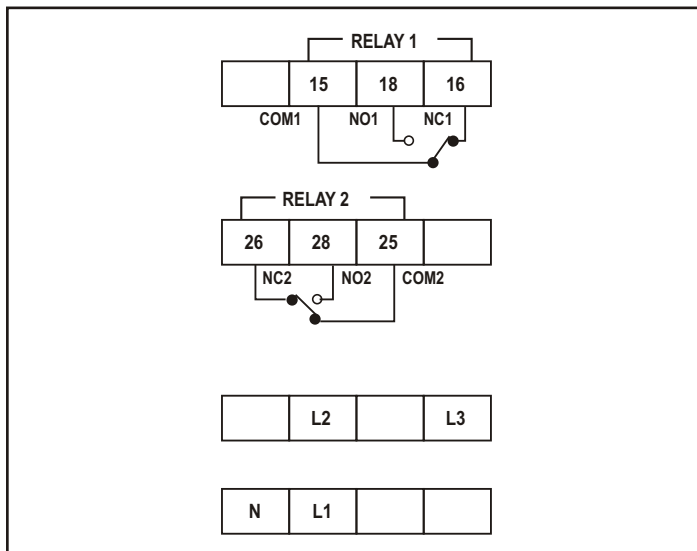 RELAY 1
15 18 16
COM1 NO1 NC1
RELAY 2
26 28 25
NC2 NO2 COM2
L2 L3
N L1